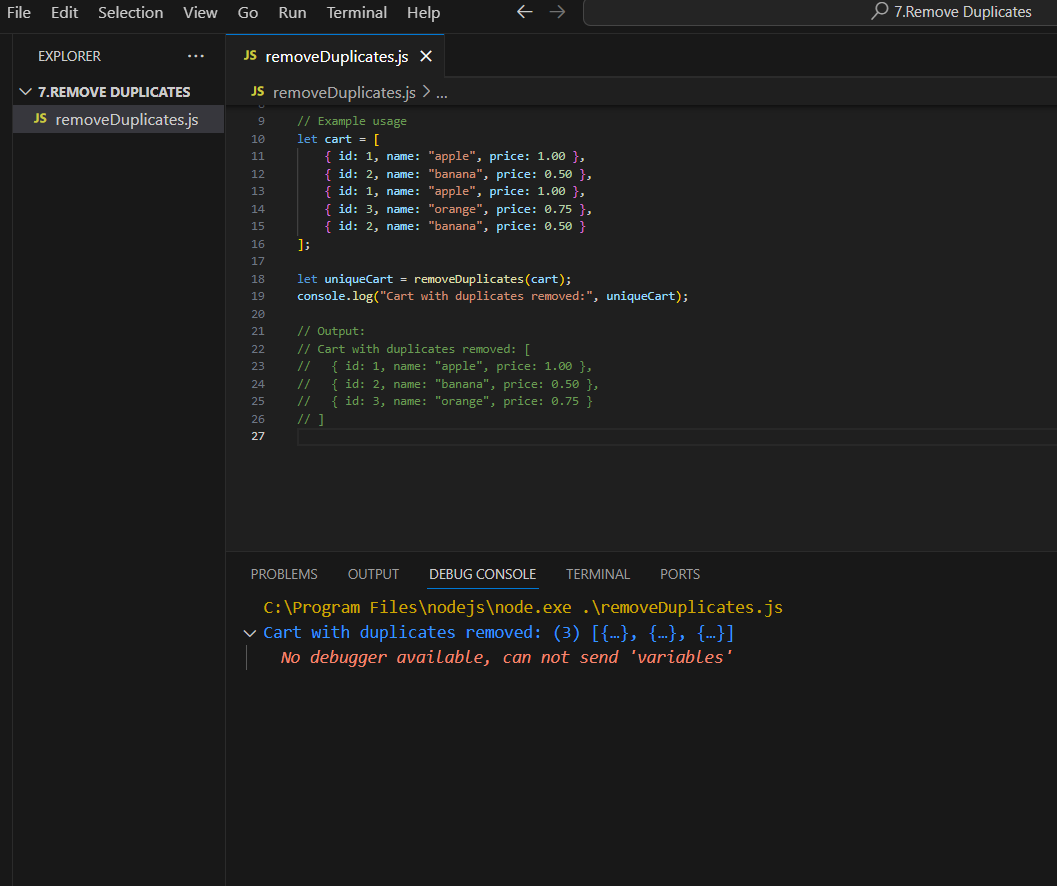 File Edit Selection View Go Run Terminal Help
7.Remove Duplicates
EXPLORER
7.REMOVE DUPLICATES
JS removeDuplicates.js
JS removeDuplicates.js
JS removeDuplicates.js > ...
9 // Example usage
10 let cart = [
11 { id: 1, name: "apple", price: 1.00 },
12 { id: 2, name: "banana", price: 0.50 },
13 { id: 1, name: "apple", price: 1.00 },
14 { id: 3, name: "orange", price: 0.75 },
15 { id: 2, name: "banana", price: 0.50 }
16 ];
17
18 let uniqueCart = removeDuplicates(cart);
19 console.log("Cart with duplicates removed:", uniqueCart);
20
21 // Output:
22 // Cart with duplicates removed: [
23 // { id: 1, name: "apple", price: 1.00 },
24 // { id: 2, name: "banana", price: 0.50 },
25 // { id: 3, name: "orange", price: 0.75 }
26 // ]
27
PROBLEMS OUTPUT DEBUG CONSOLE TERMINAL PORTS
C:\Program Files\nodejs\node.exe .\removeDuplicates.js
Cart with duplicates removed: (3) [{…}, {…}, {…}]
No debugger available, can not send 'variables'